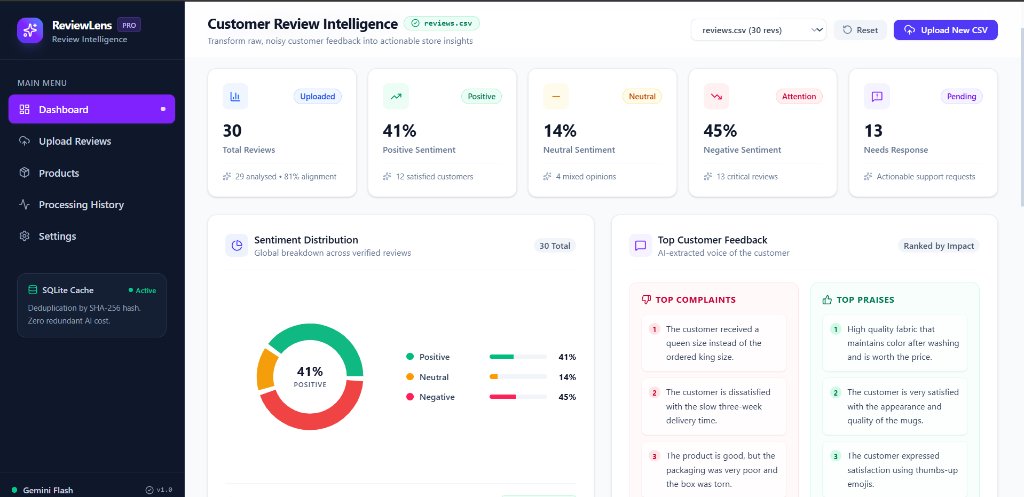 ReviewLens PRO
Review Intelligence
MAIN MENU
Dashboard
Upload Reviews
Products
Processing History
Settings
SQLite Cache
Active
Deduplication by SHA-256 hash.
Zero redundant AI cost.
Gemini Flash
v1.0
Customer Review Intelligence
reviews.csv
Transform raw, noisy customer feedback into actionable store insights
reviews.csv (30 revs)
Reset
Upload New CSV
Uploaded
30
Total Reviews
29 analysed • 81% alignment
Positive
41%
Positive Sentiment
12 satisfied customers
Neutral
14%
Neutral Sentiment
4 mixed opinions
Attention
45%
Negative Sentiment
13 critical reviews
Pending
13
Needs Response
Actionable support requests
Sentiment Distribution
Global breakdown across verified reviews
30 Total
41%
POSITIVE
Positive 41%
Neutral 14%
Negative 45%
Top Customer Feedback
AI-extracted voice of the customer
Ranked by Impact
TOP COMPLAINTS
1 The customer received a
queen size instead of the
ordered king size.
2 The customer is dissatisfied
with the slow three-week
delivery time.
3 The product is good, but the
packaging was very poor and
the box was torn.
TOP PRAISES
1 High quality fabric that
maintains color after washing
and is worth the price.
2 The customer is very satisfied
with the appearance and
quality of the mugs.
3 The customer expressed
satisfaction using thumbs-up
emojis.